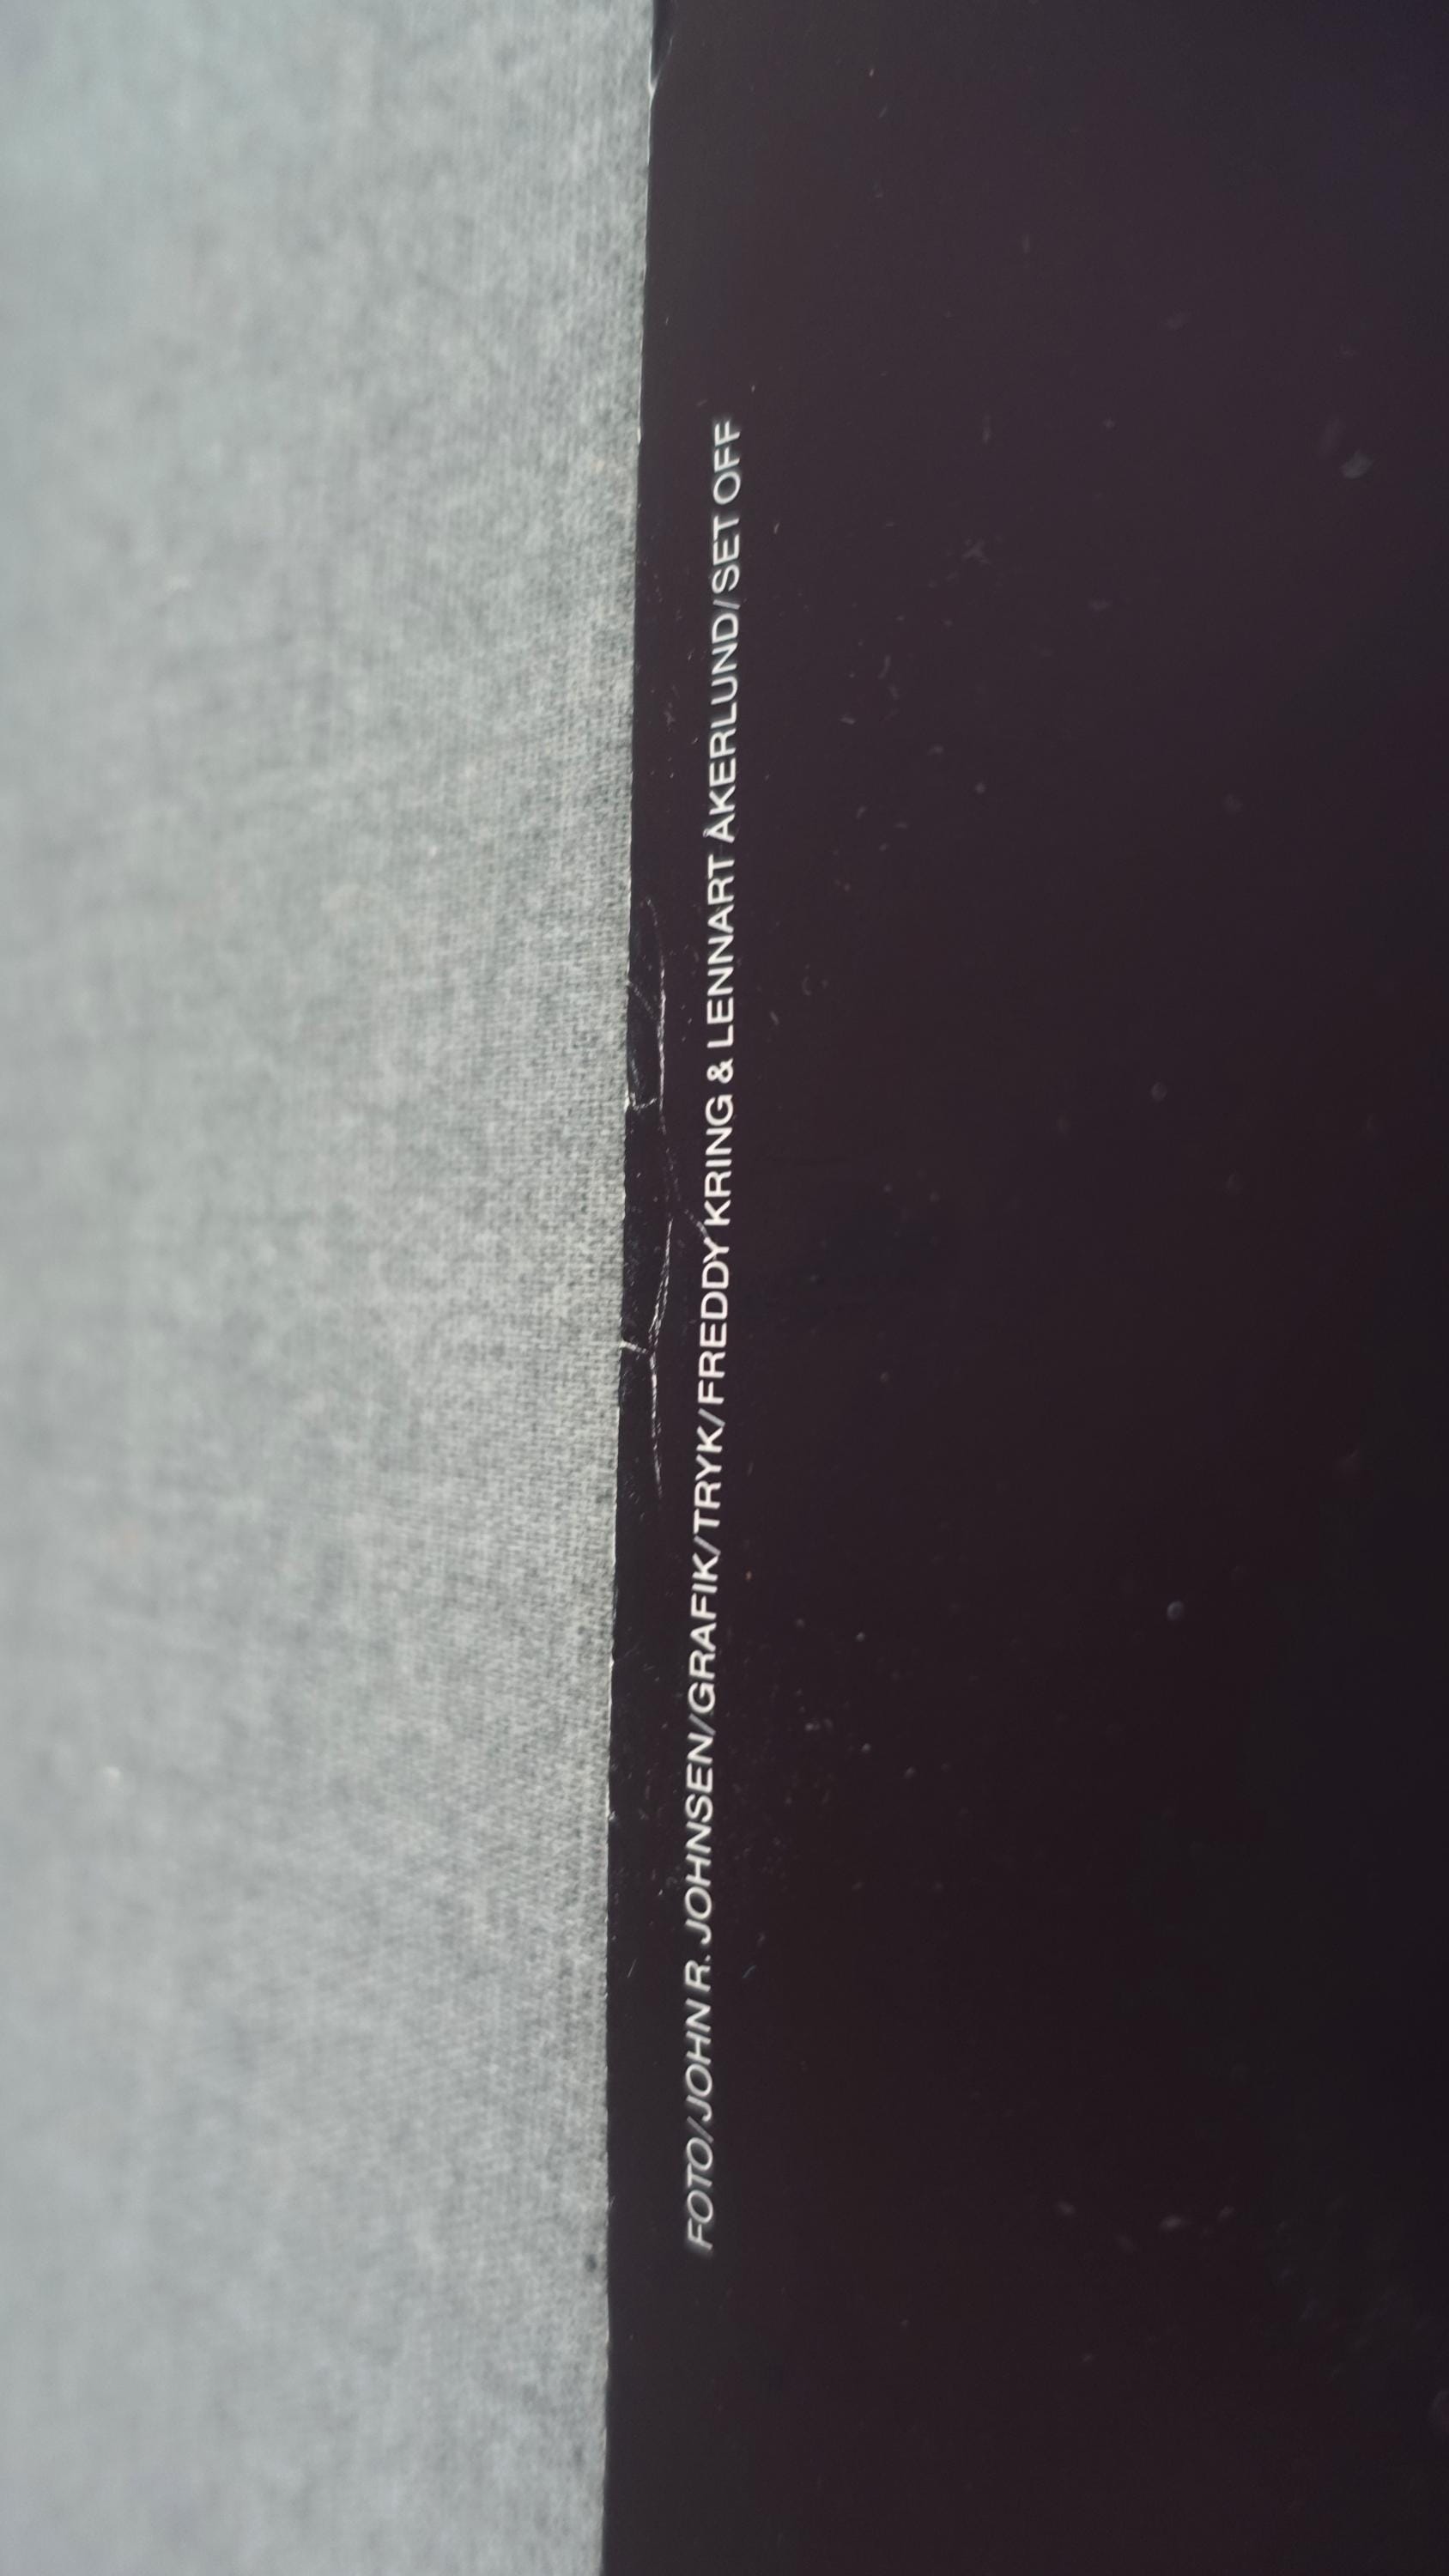 FOTO/JOHN R. JOHNSEN/GRAFIK/TRYK/FREDDY KRING & LENNART ÅKERLUND/SET OFF